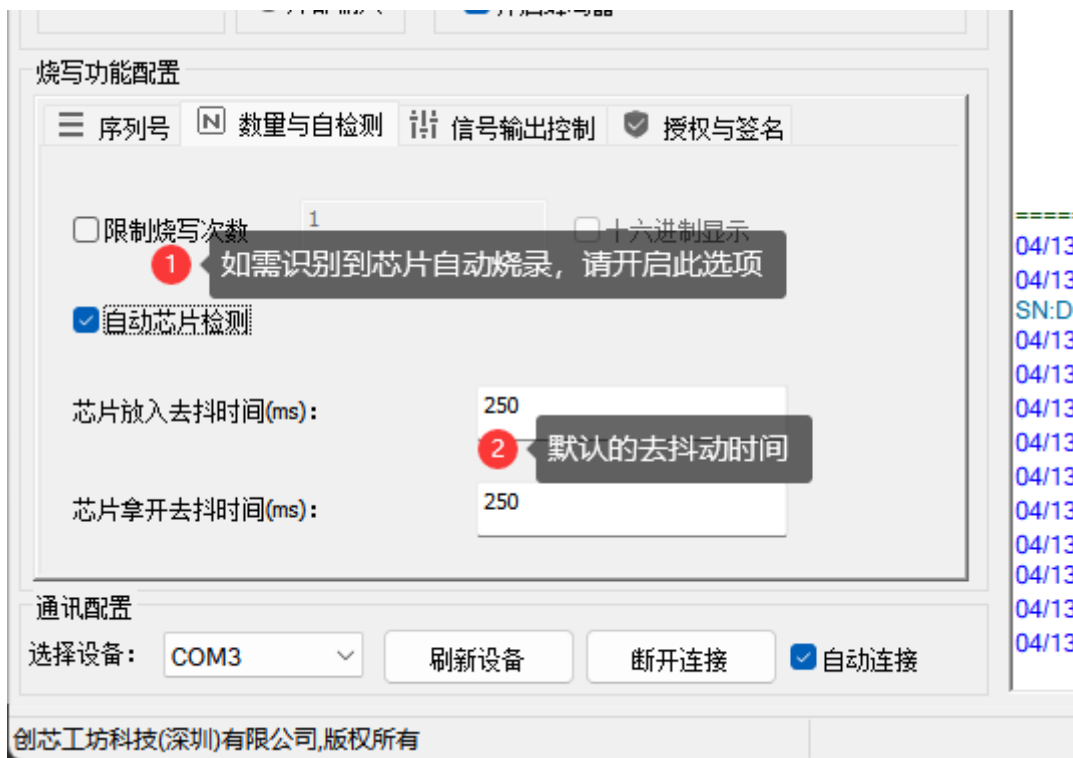 烧写功能配置
序列号 数量与自检测 信号输出控制 授权与签名
限制烧写次数 1 十六进制显示
1 如需识别到芯片自动烧录，请开启此选项
自动芯片检测
芯片放入去抖时间(ms)： 250
2 默认的去抖动时间
芯片拿开去抖时间(ms)： 250
通讯配置
选择设备： COM3 刷新设备 断开连接 自动连接
创芯工坊科技(深圳)有限公司,版权所有
=====
04/13
04/13
SN:D
04/13
04/13
04/13
04/13
04/13
04/13
04/13
04/13
04/13
04/13